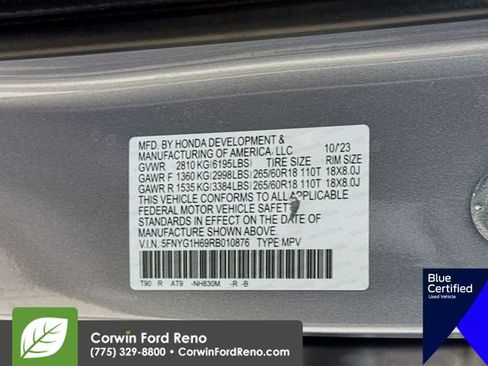 MFD. BY HONDA DEVELOPMENT &
MANUFACTURING OF AMERICA, LLC 10/23
GVWR 2810 KG(6195LBS) TIRE SIZE RIM SIZE
GAWR F 1360 KG(2998LBS) 265/60R18 110T 18X8.0J
GAWR R 1535 KG(3384LBS) 265/60R18 110T 18X8.0J
THIS VEHICLE CONFORMS TO ALL APPLICABLE
FEDERAL MOTOR VEHICLE SAFETY
STANDARDS IN EFFECT ON THE DATE OF
MANUFACTURE SHOWN ABOVE.
V.I.N. 5FNYG1H69RB010876 TYPE MPV
T90 R AT9 -NH830M -R -B
Blue
Certified
Used Vehicle
Corwin Ford Reno
(775) 329-8800 • CorwinFordReno.com